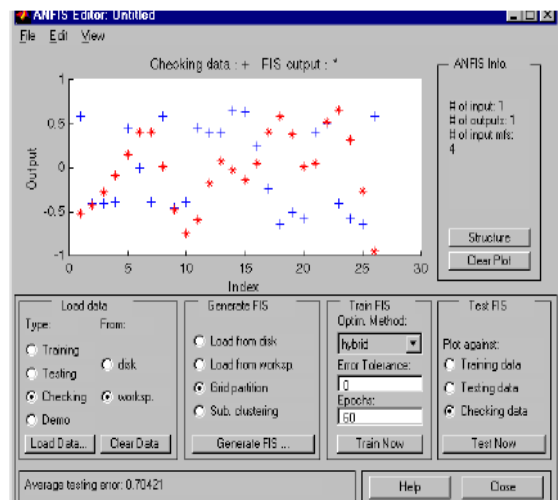 ANFIS Editor: Untitled
File Edit View
Checking data : + FIS output : *
1
0.5
0
-0.5
-1
Output
0 5 10 15 20 25 30
Index
ANFIS Info.
# of input: 1
# of outputs: 1
# of input mfs:
4
Structure
Clear Plot
Load data
Type: From:
Training
Testing
Checking
Demo
disk
worksp.
Load Data... Clear Data
Generate FIS
Load from disk
Load from worksp.
Grid partition
Sub. clustering
Generate FIS ...
Train FIS
Optim. Method:
hybrid
Error Tolerance:
0
Epochs:
60
Train Now
Test FIS
Plot against:
Training data
Testing data
Checking data
Test Now
Average testing error: 0.70421
Help Close